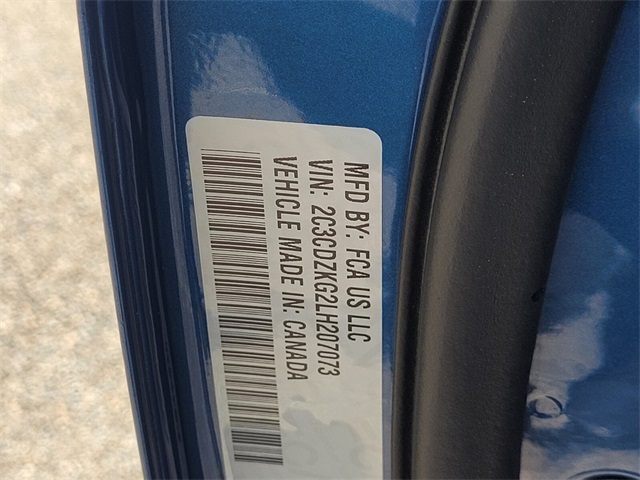 MFD BY: FCA US LLC
VIN: 2C3CDZKG2LH207073
VEHICLE MADE IN: CANADA